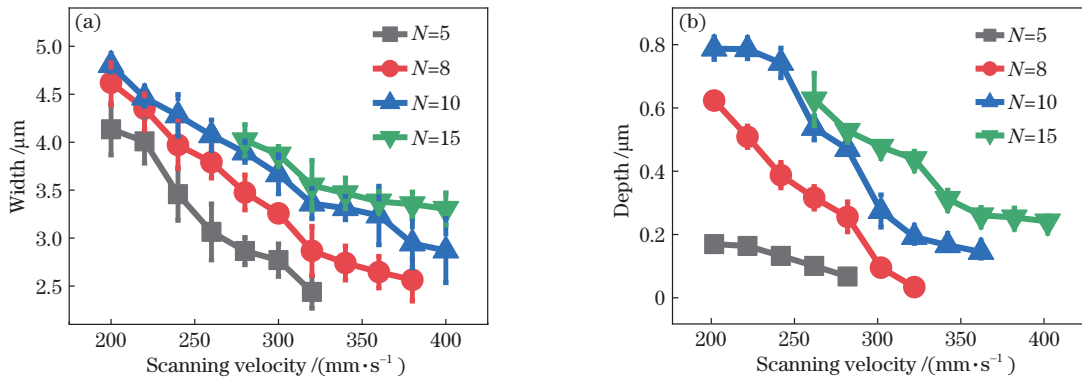 (a)
N=5
N=8
N=10
N=15
5.0
4.5
4.0
3.5
3.0
2.5
Width /μm
200 250 300 350 400
Scanning velocity /(mm·s⁻¹)
(b)
N=5
N=8
N=10
N=15
0.8
0.6
0.4
0.2
0
Depth /μm
200 250 300 350 400
Scanning velocity /(mm·s⁻¹)